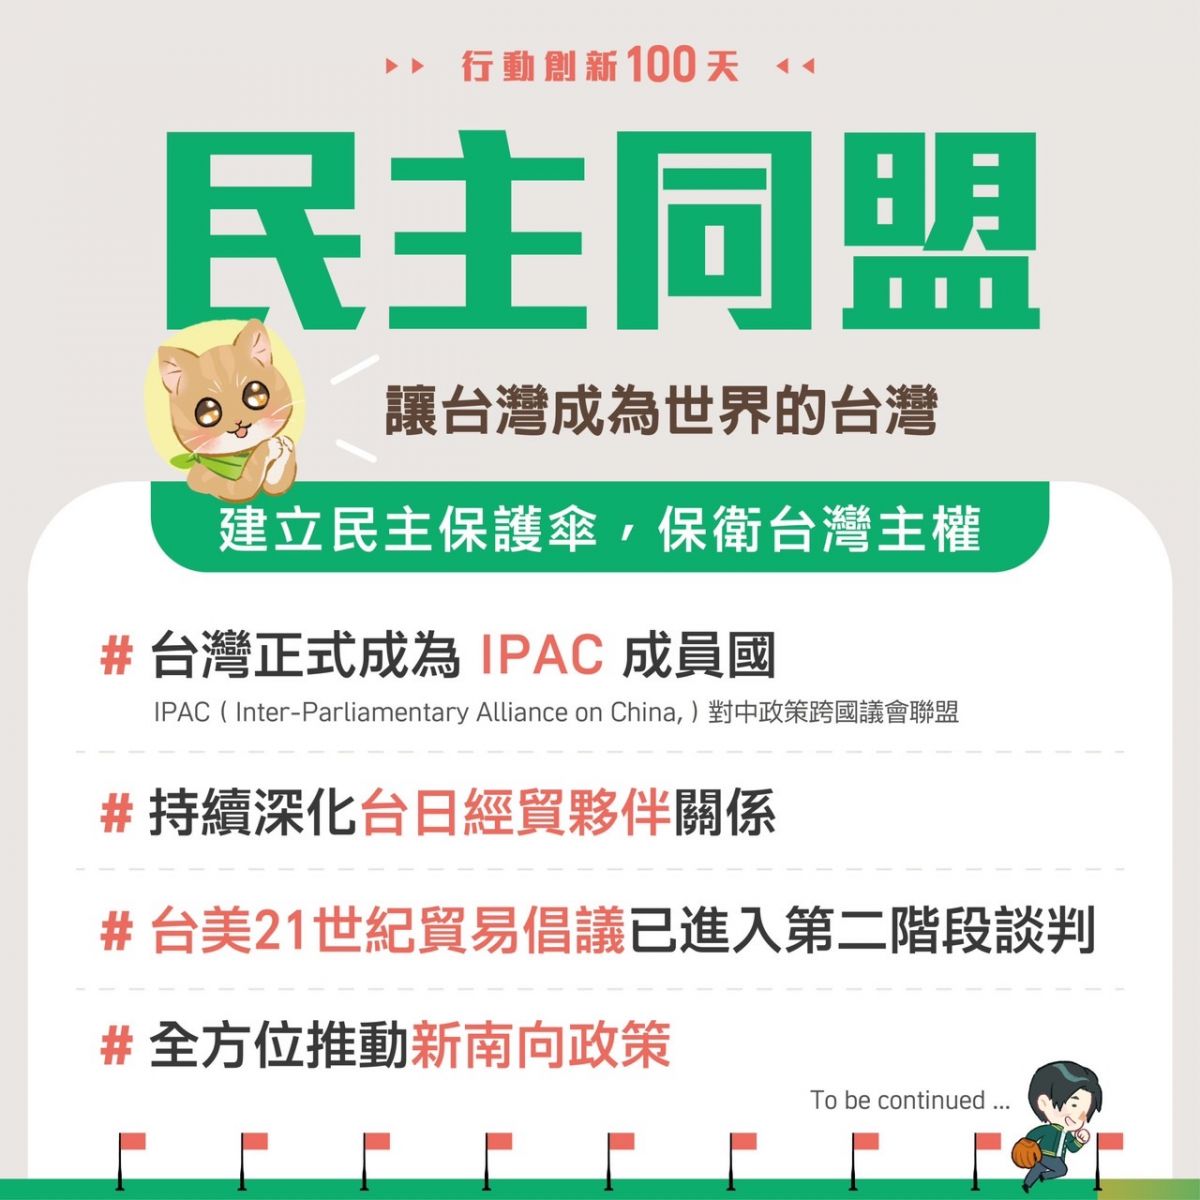 行動創新100天
民主同盟
讓台灣成為世界的台灣
建立民主保護傘，保衛台灣主權
# 台灣正式成為 IPAC 成員國
IPAC ( Inter-Parliamentary Alliance on China, ) 對中政策跨國議會聯盟
# 持續深化台日經貿夥伴關係
# 台美21世紀貿易倡議已進入第二階段談判
# 全方位推動新南向政策
To be continued ...